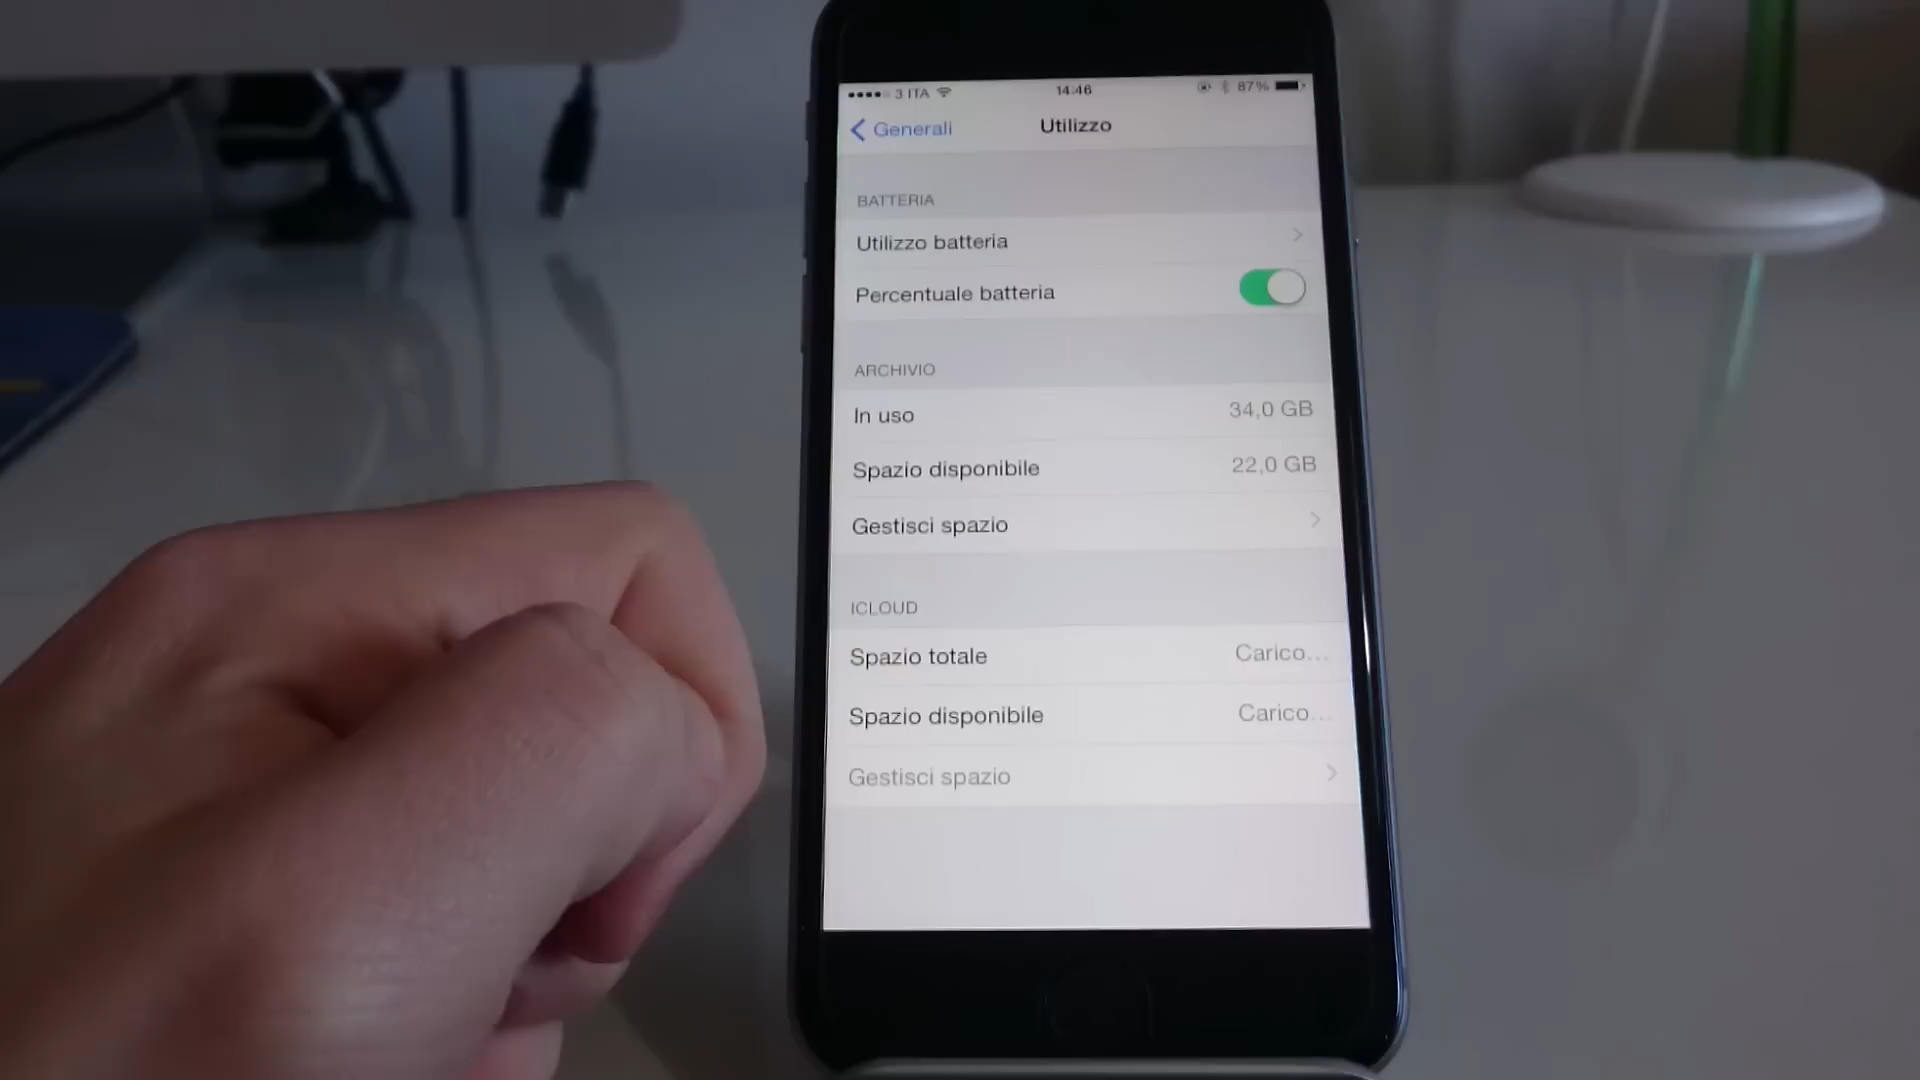 3 ITA 14:46 87%
Generali Utilizzo
BATTERIA
Utilizzo batteria
Percentuale batteria
ARCHIVIO
In uso 34,0 GB
Spazio disponibile 22,0 GB
Gestisci spazio
ICLOUD
Spazio totale Carico...
Spazio disponibile Carico...
Gestisci spazio